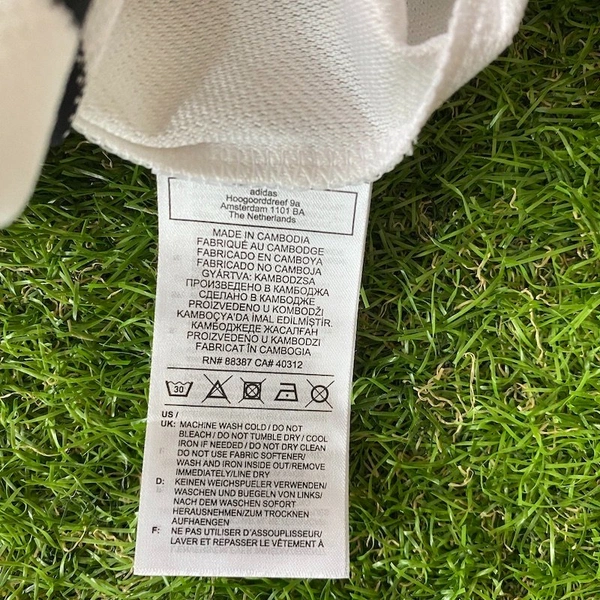 adidas
Hoogoorddreef 9a
Amsterdam 1101 BA
The Netherlands
MADE IN CAMBODIA
FABRIQUÉ AU CAMBODGE
FABRICADO EN CAMBOYA
FABRICADO NO CAMBOJA
GYÁRTVA: KAMBODZSA
ПРОИЗВЕДЕНО В КАМБОДЖА
СДЕЛАНО В КАМБОДЖЕ
PROIZVEDENO U KOMBODŽI
KAMBOÇYA'DA İMAL EDİLMİŞTİR.
КАМБОДЖЕДЕ ЖАСАЛҒАН
PROIZVEDENO U KAMBODZI
FABRICAT ÎN CAMBOGIA
RN# 88387 CA# 40312
30
US /
UK: MACHINE WASH COLD / DO NOT
BLEACH / DO NOT TUMBLE DRY / COOL
IRON IF NEEDED / DO NOT DRY CLEAN
DO NOT USE FABRIC SOFTENER/
WASH AND IRON INSIDE OUT/REMOVE
IMMEDIATELY/LINE DRY
D: KEINEN WEICHSPUELER VERWENDEN/
WASCHEN UND BUEGELN VON LINKS/
NACH DEM WASCHEN SOFORT
HERAUSNEHMEN/ZUM TROCKNEN
AUFHAENGEN
F: NE PAS UTILISER D'ASSOUPLISSEUR/
LAVER ET REPASSER LE VÊTEMENT À